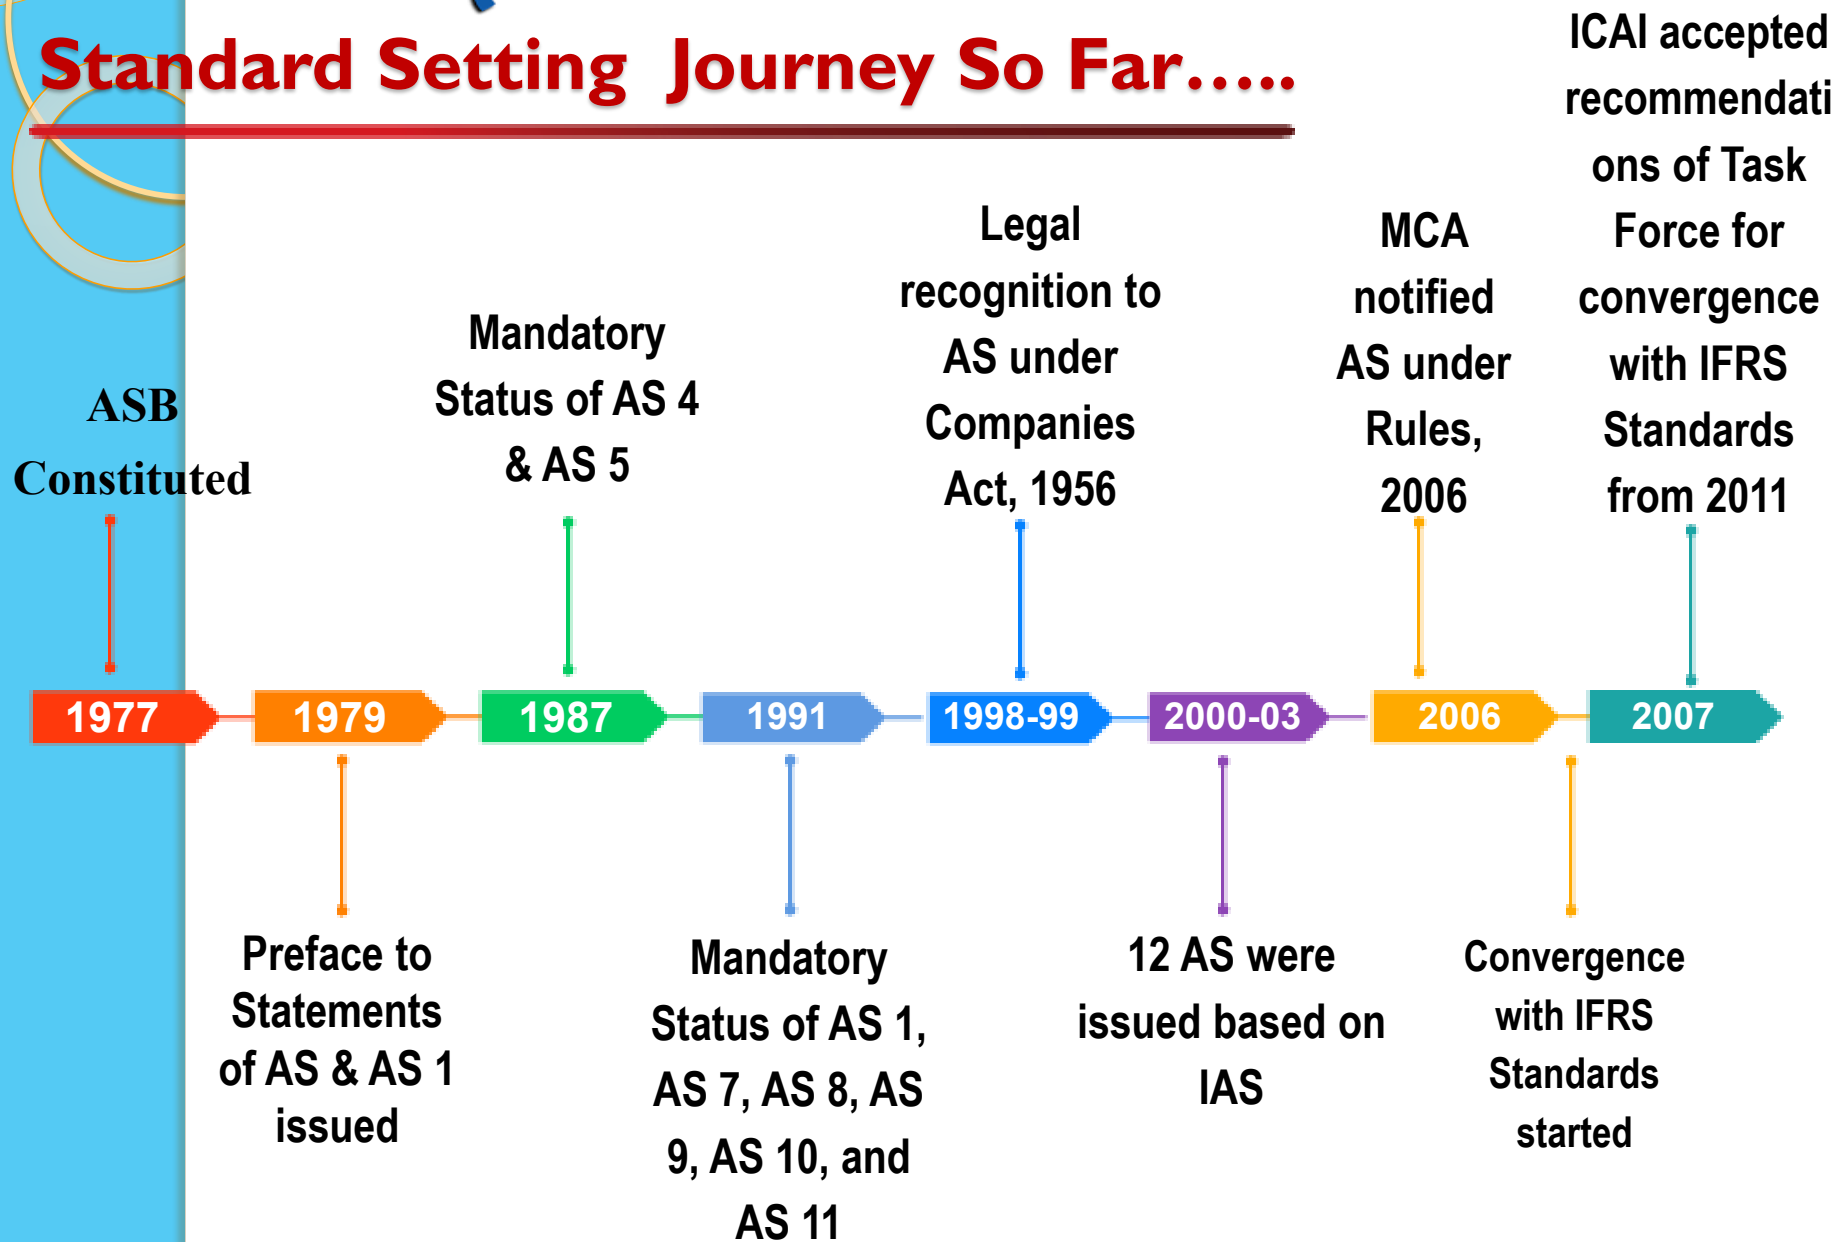 Standard Setting Journey So Far.....
ASB
Constituted
Mandatory
Status of AS 4
& AS 5
Legal
recognition to
AS under
Companies
Act, 1956
MCA
notified
AS under
Rules,
2006
ICAI accepted
recommendati
ons of Task
Force for
convergence
with IFRS
Standards
from 2011
1977
1979
1987
1991
1998-99
2000-03
2006
2007
Preface to
Statements
of AS & AS 1
issued
Mandatory
Status of AS 1,
AS 7, AS 8, AS
9, AS 10, and
AS 11
12 AS were
issued based on
IAS
Convergence
with IFRS
Standards
started